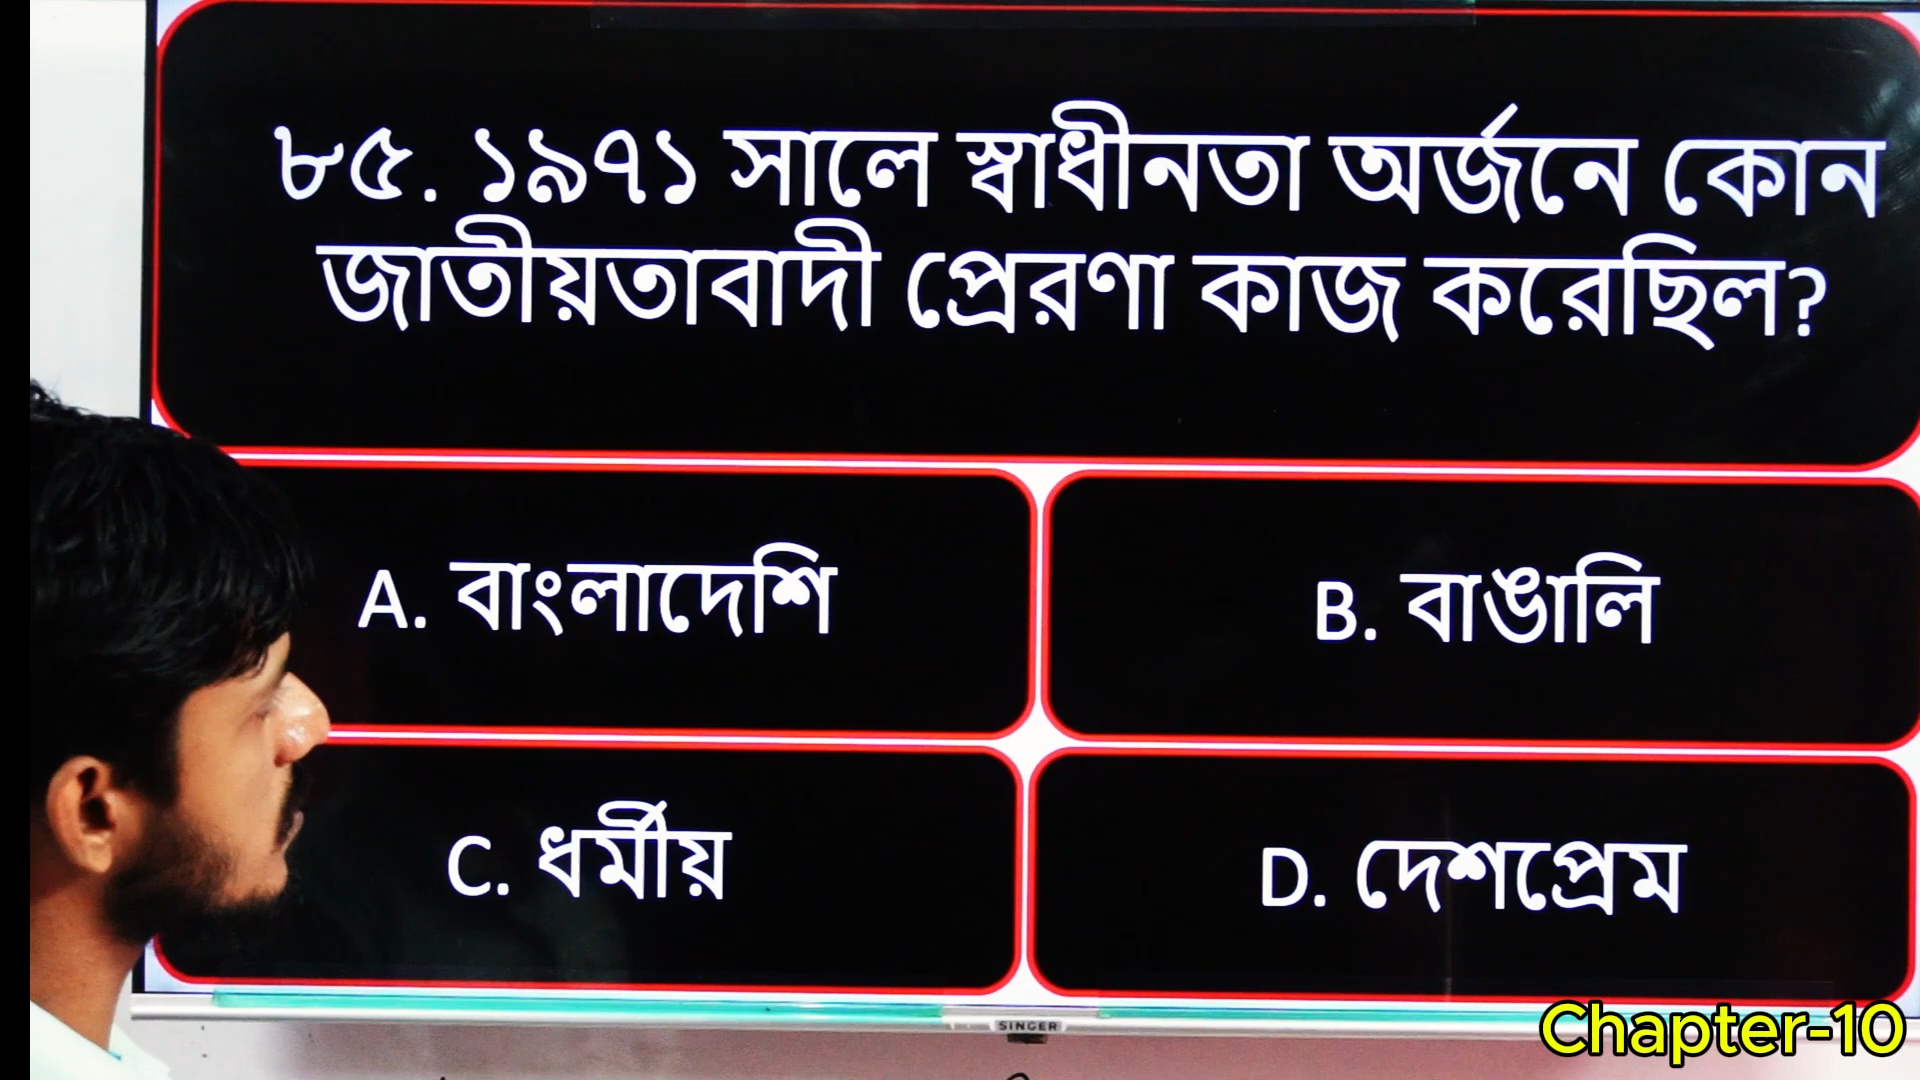 ৮৫. ১৯৭১ সালে স্বাধীনতা অর্জনে কোন
জাতীয়তাবাদী প্রেরণা কাজ করেছিল?
A. বাংলাদেশি
B. বাঙালি
C. ধর্মীয়
D. দেশপ্রেম
SINGER
Chapter-10